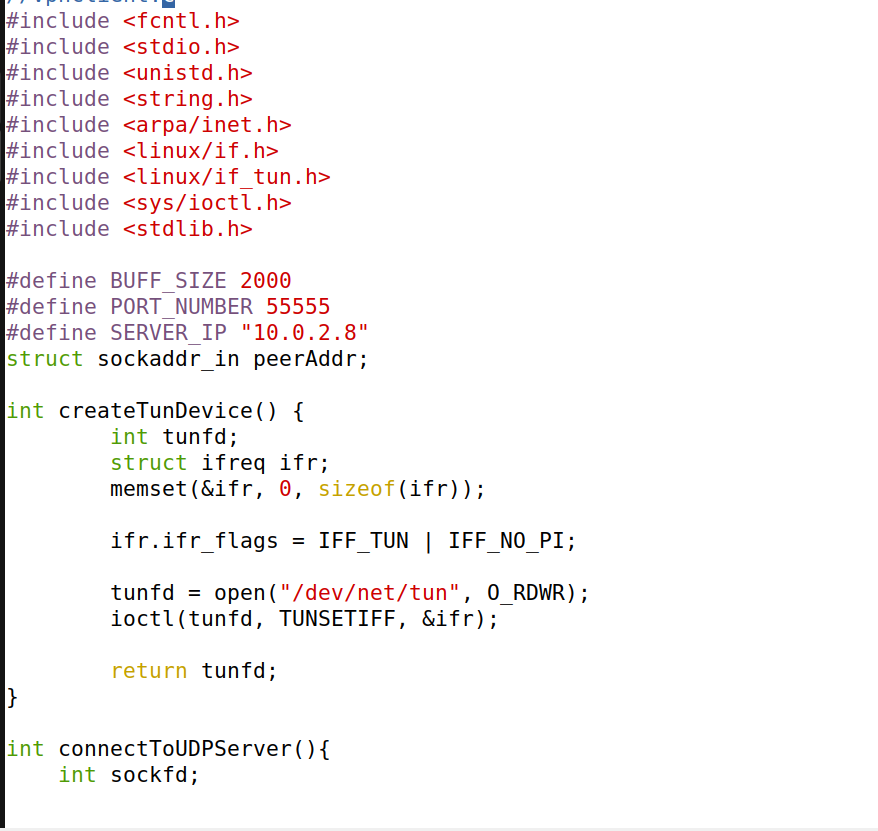 #include <fcntl.h>
#include <stdio.h>
#include <unistd.h>
#include <string.h>
#include <arpa/inet.h>
#include <linux/if.h>
#include <linux/if_tun.h>
#include <sys/ioctl.h>
#include <stdlib.h>
#define BUFF_SIZE 2000
#define PORT_NUMBER 55555
#define SERVER_IP "10.0.2.8"
struct sockaddr_in peerAddr;
int createTunDevice() {
        int tunfd;
        struct ifreq ifr;
        memset(&ifr, 0, sizeof(ifr));
        ifr.ifr_flags = IFF_TUN | IFF_NO_PI;
        tunfd = open("/dev/net/tun", O_RDWR);
        ioctl(tunfd, TUNSETIFF, &ifr);
        return tunfd;
}
int connectToUDPServer(){
    int sockfd;